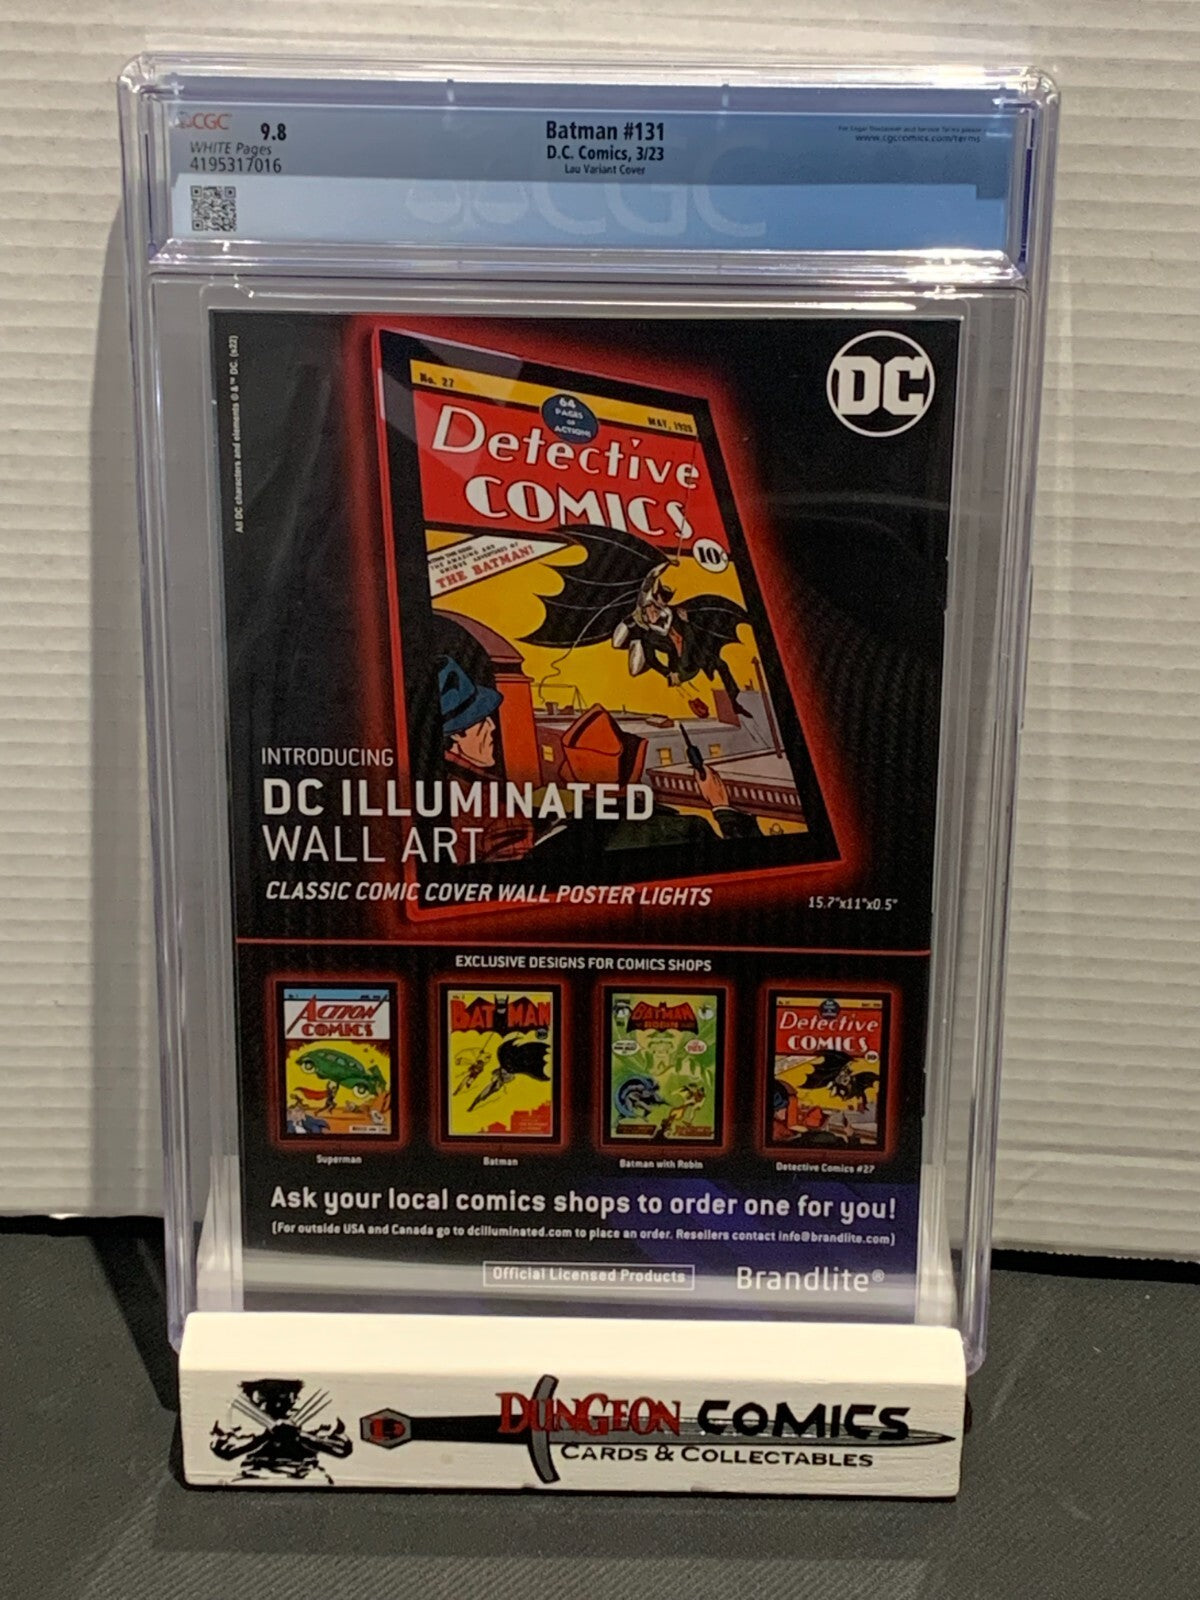 CGC
9.8
WHITE Pages
4195317016
Batman #131
D.C. Comics, 3/23
Lau Variant Cover
For Legal Disclaimer and Service Terms please
www.cgccomics.com/terms
CGC
All DC characters and elements © & ™ DC. (s22)
DC
No. 27
64
PAGES
OF
ACTION!
MAY, 1939
Detective
COMICS
10¢
THE AMAZING AND
UNIQUE ADVENTURES OF
THE BATMAN!
INTRODUCING
DC ILLUMINATED
WALL ART
CLASSIC COMIC COVER WALL POSTER LIGHTS
15.7"x11"x0.5"
EXCLUSIVE DESIGNS FOR COMICS SHOPS
ACTION
COMICS
BATMAN
BATMAN
Detective
COMICS
Superman
Batman
Batman with Robin
Detective Comics #27
Ask your local comics shops to order one for you!
(For outside USA and Canada go to dcilluminated.com to place an order. Resellers contact info@brandlite.com)
Official Licensed Products
Brandlite®
D
DUNGEON COMICS
CARDS & COLLECTABLES